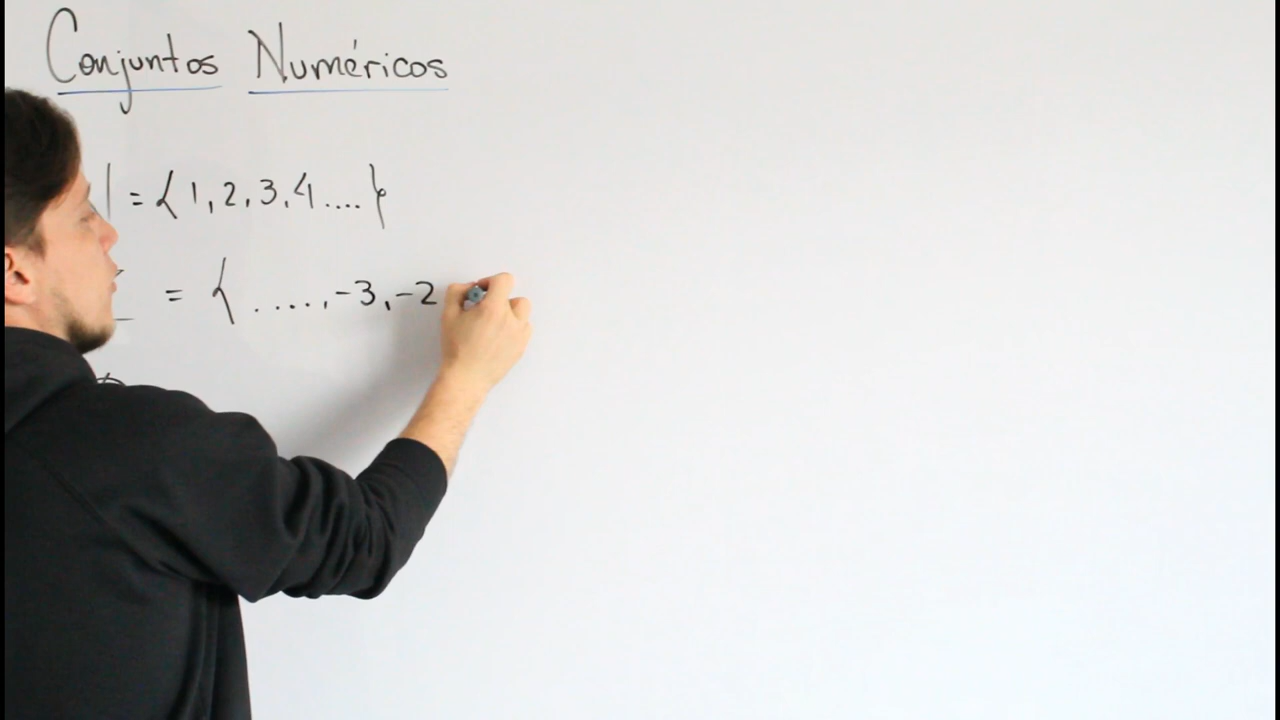 Conjuntos Numéricos
= { 1, 2, 3, 4 .... }
= { ....., -3, -2